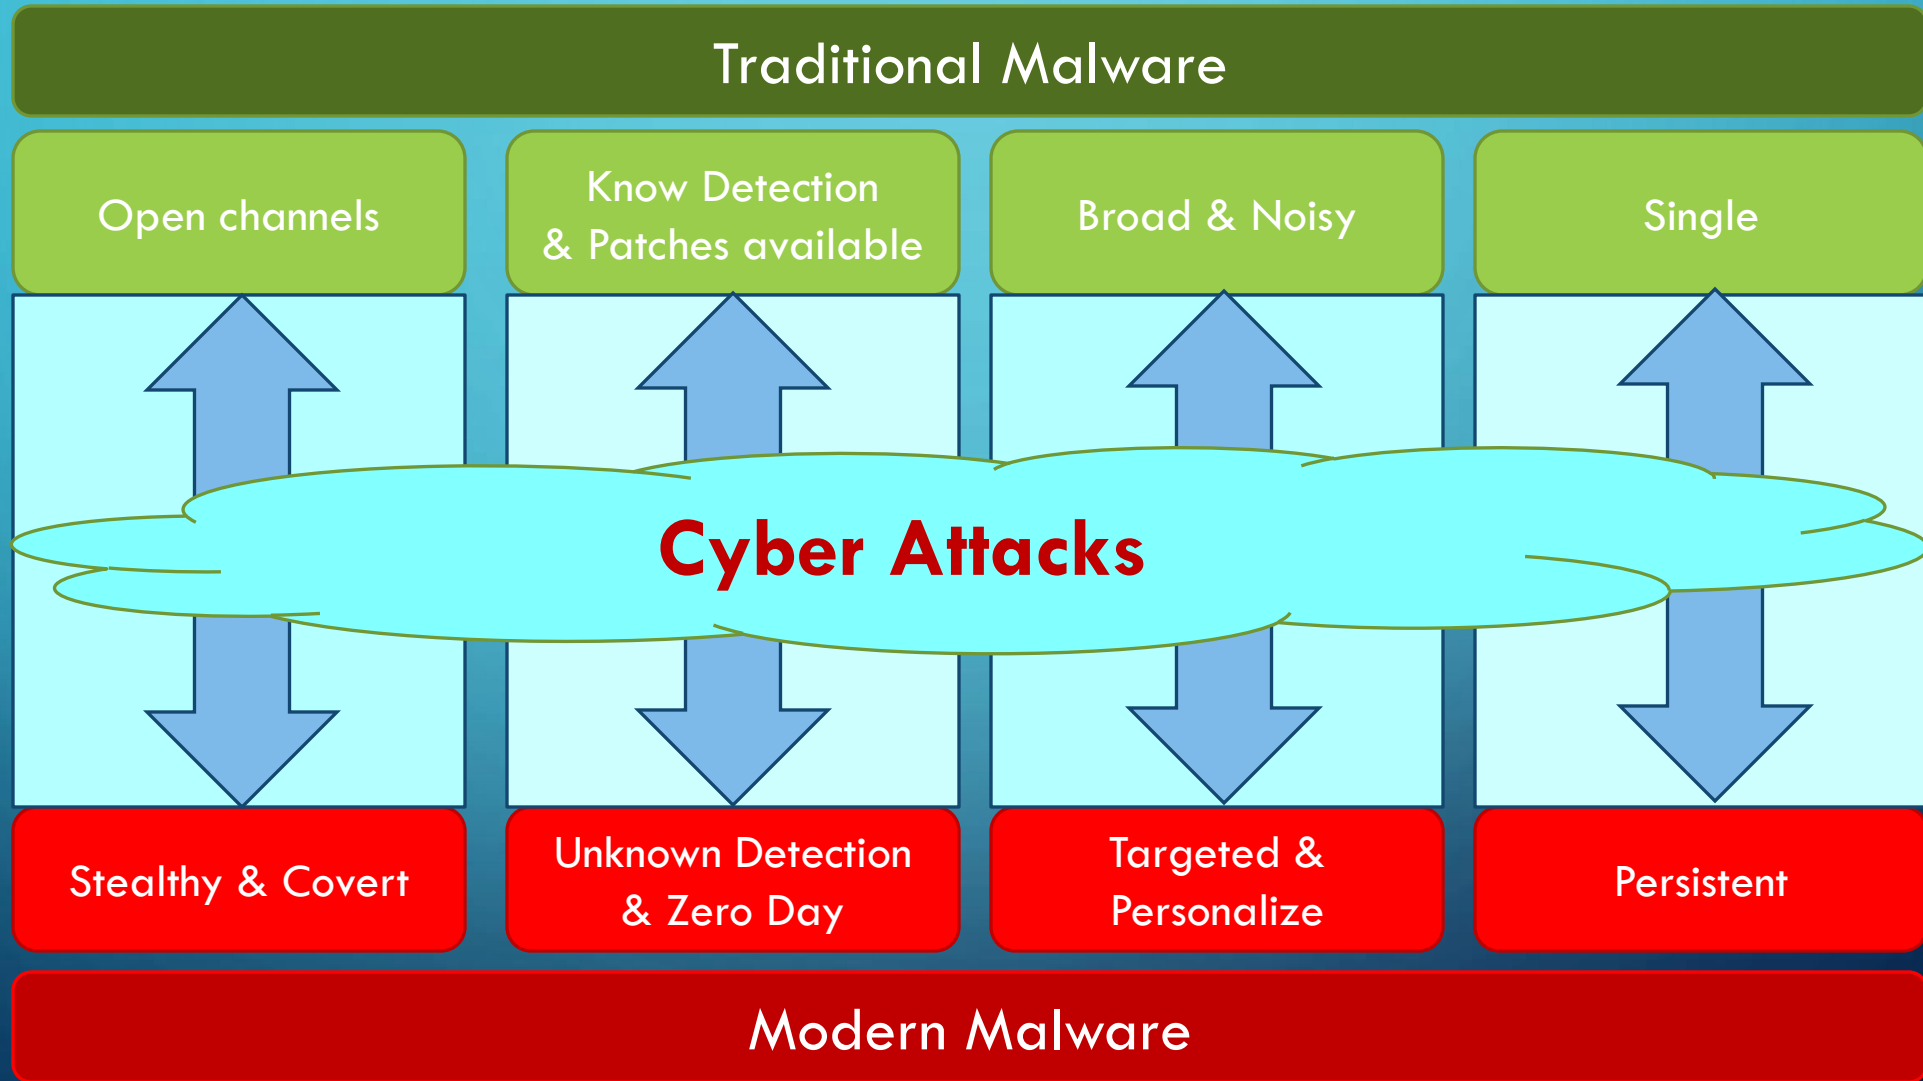 Traditional Malware
Open channels
Know Detection
& Patches available
Broad & Noisy
Single
Cyber Attacks
Stealthy & Covert
Unknown Detection
& Zero Day
Targeted &
Personalize
Persistent
Modern Malware